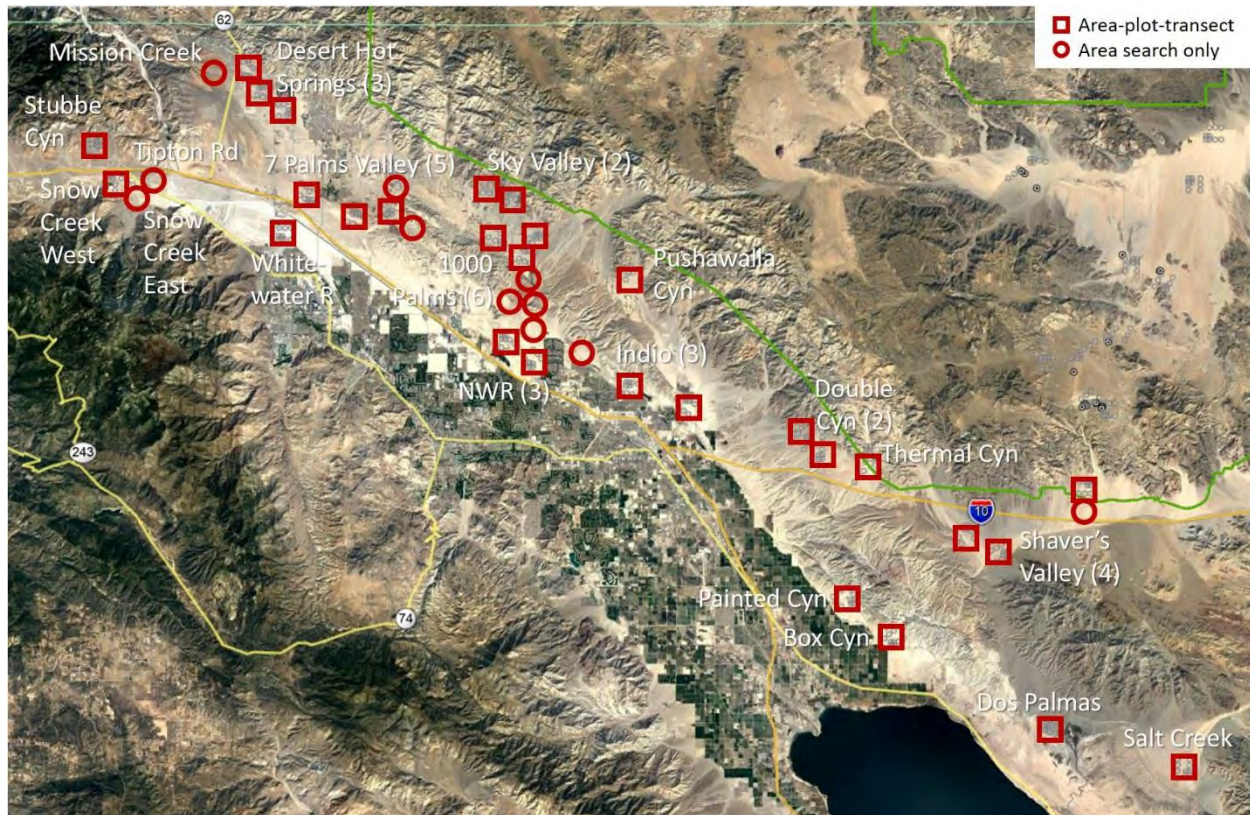 62
Area-plot-transect
Area search only
Mission Creek
Desert Hot
Springs (3)
Stubbe
Cyn
Tipton Rd
7 Palms Valley (5)
Sky Valley (2)
Snow
Creek
West
Snow
Creek
East
White-
water R
1000
Palms (6)
Pushawalla
Cyn
NWR (3)
Indio (3)
Double
Cyn (2)
Thermal Cyn
243
10
Shaver's
Valley (4)
74
Painted Cyn
Box Cyn
Dos Palmas
Salt Creek